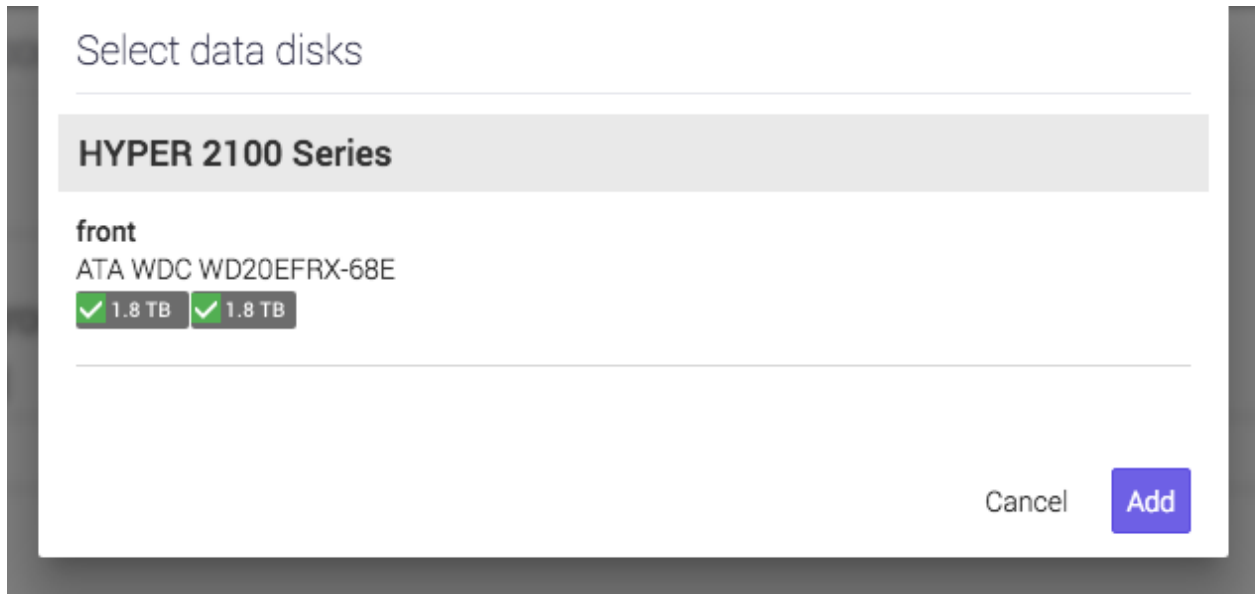 Select data disks
HYPER 2100 Series
front
ATA WDC WD20EFRX-68E
1.8 TB 1.8 TB
Cancel Add